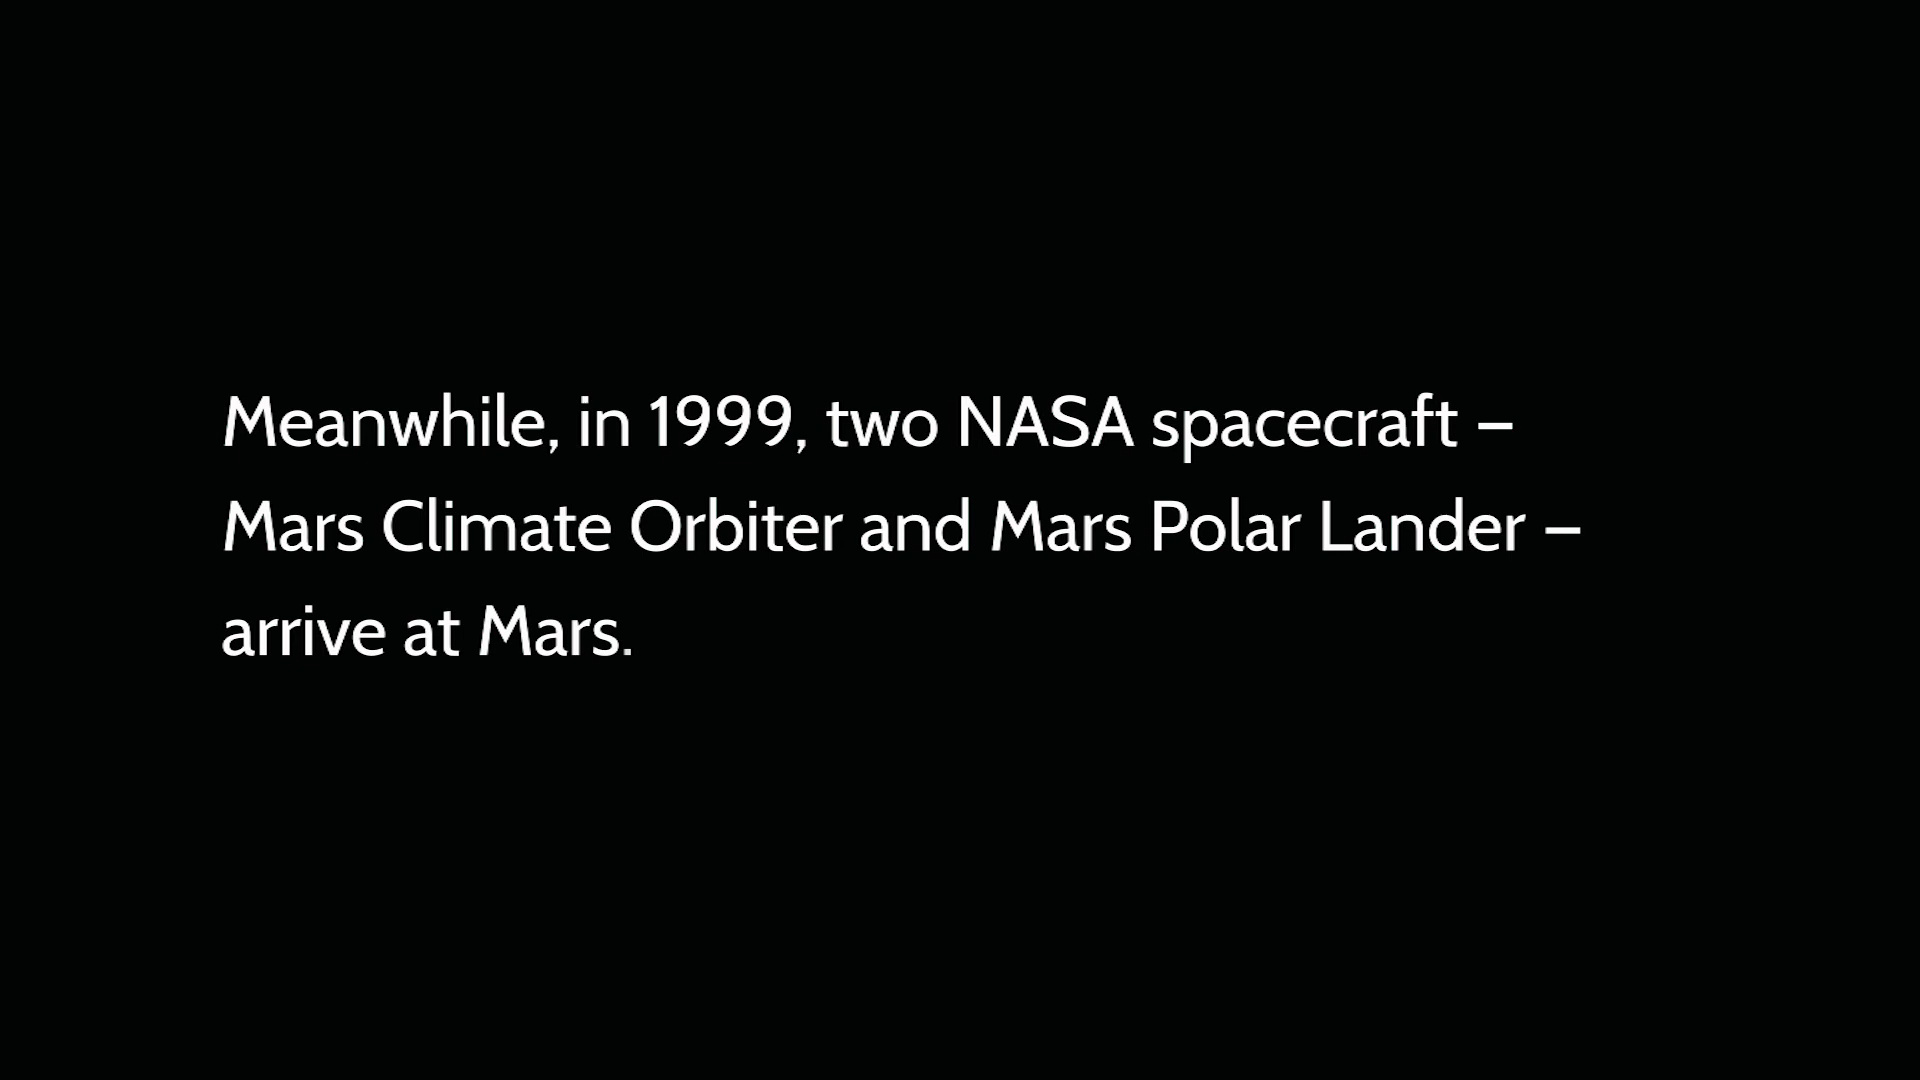 Meanwhile, in 1999, two NASA spacecraft –
Mars Climate Orbiter and Mars Polar Lander –
arrive at Mars.